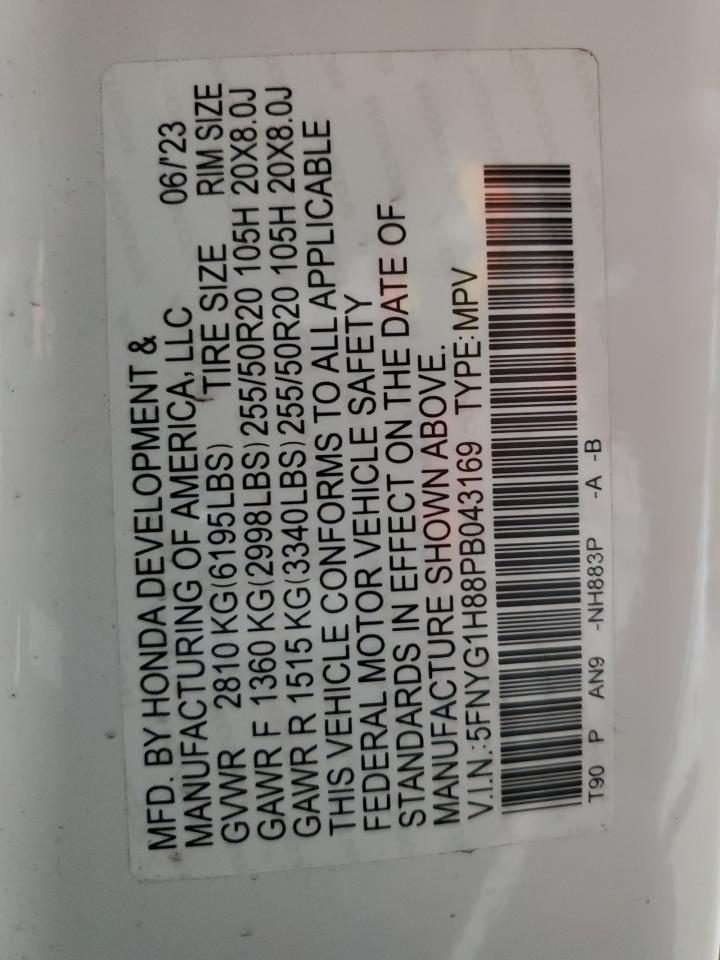 MFD. BY HONDA DEVELOPMENT &
MANUFACTURING OF AMERICA, LLC 06/'23
GVWR 2810 KG(6195LBS) TIRE SIZE RIM SIZE
GAWR F 1360 KG(2998LBS) 255/50R20 105H 20X8.0J
GAWR R 1515 KG(3340LBS) 255/50R20 105H 20X8.0J
THIS VEHICLE CONFORMS TO ALL APPLICABLE
FEDERAL MOTOR VEHICLE SAFETY
STANDARDS IN EFFECT ON THE DATE OF
MANUFACTURE SHOWN ABOVE.
V.I.N.:5FNYG1H88PB043169 TYPE:MPV
T90 P AN9 -NH883P -A -B